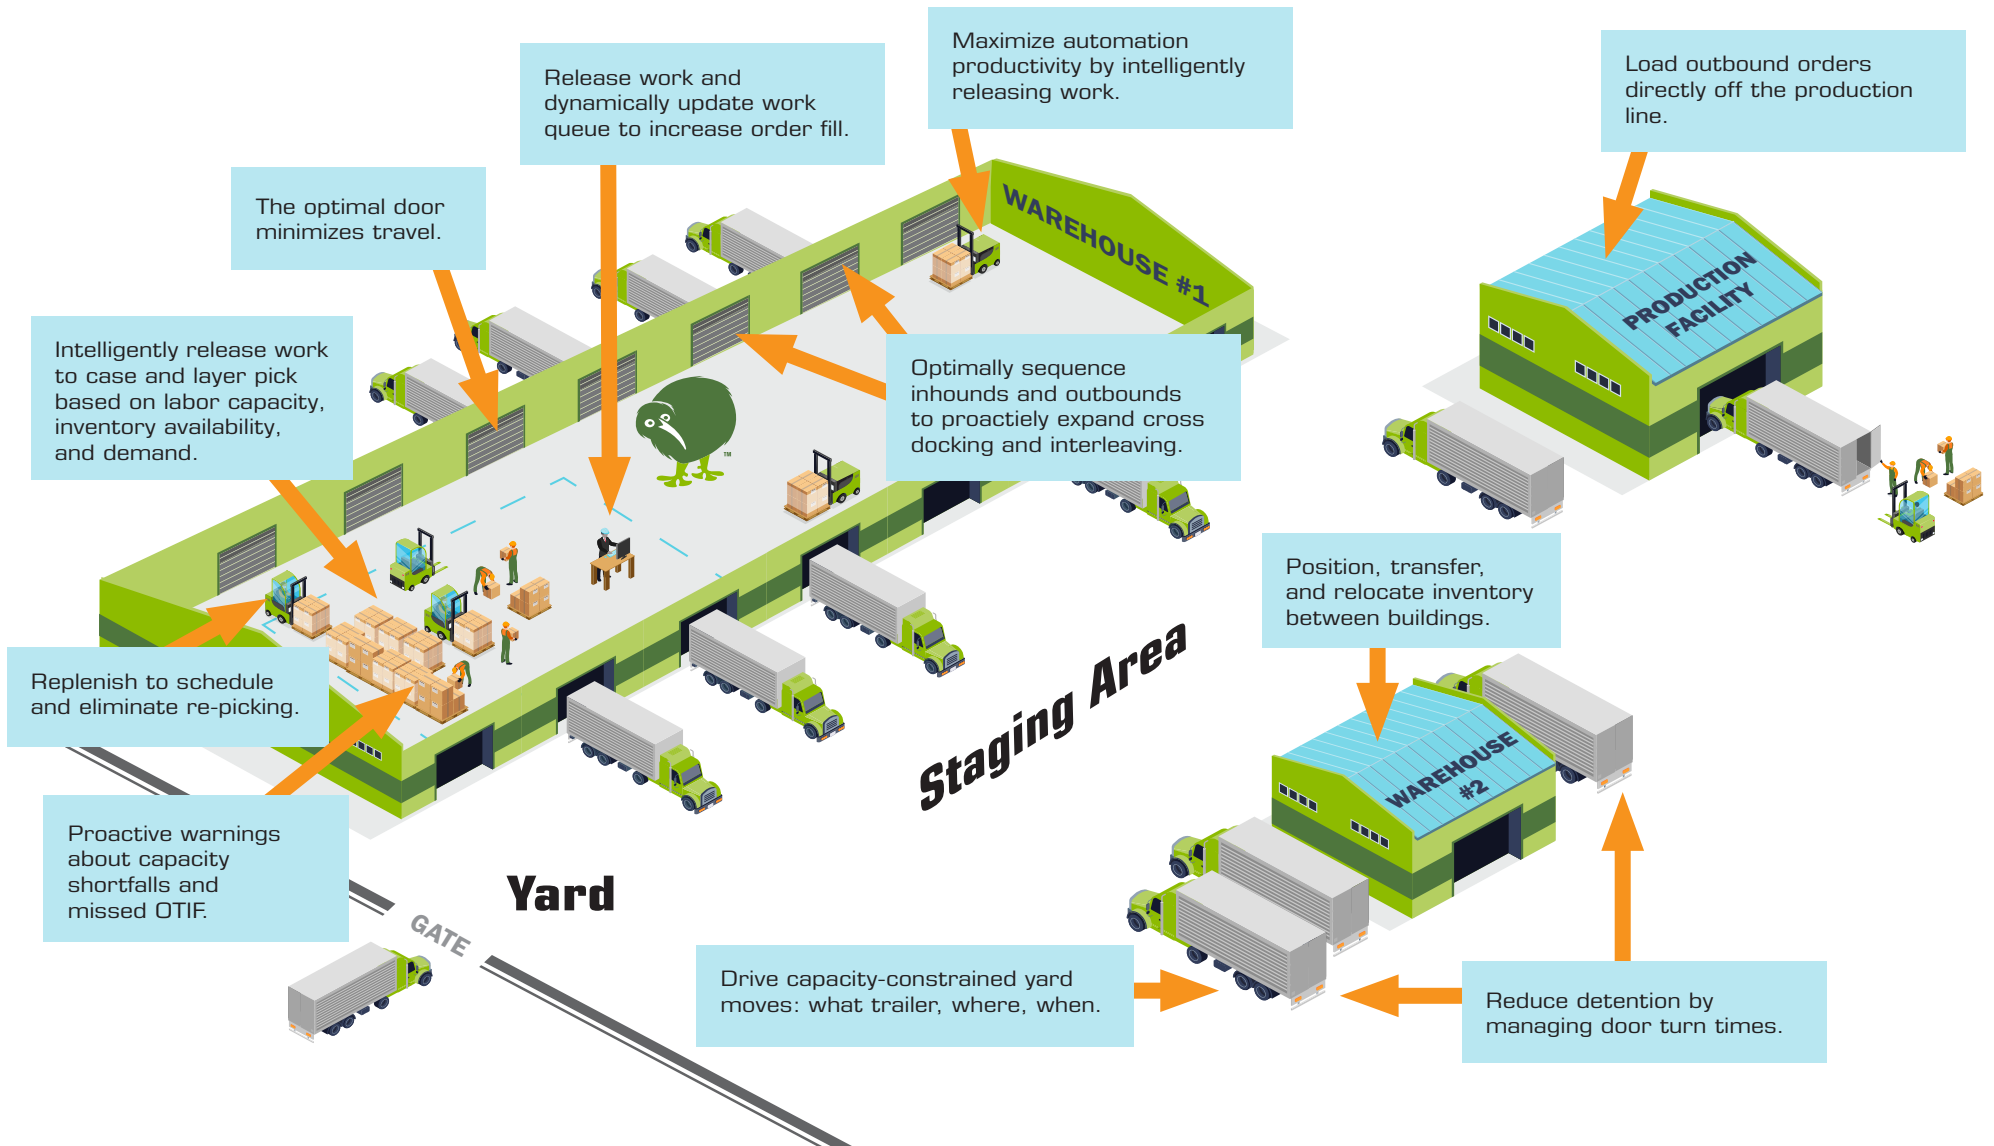 Maximize automation
productivity by intelligently
releasing work.
Load outbound orders
directly off the production
line.
Release work and
dynamically update work
queue to increase order fill.
The optimal door
minimizes travel.
WAREHOUSE #1
PRODUCTION
FACILITY
Intelligently release work
to case and layer pick
based on labor capacity,
inventory availability,
and demand.
Optimally sequence
inhounds and outbounds
to proactiely expand cross
docking and interleaving.
TM
Position, transfer,
and relocate inventory
between buildings.
Replenish to schedule
and eliminate re-picking.
Staging Area
WAREHOUSE
#2
Proactive warnings
about capacity
shortfalls and
missed OTIF.
Yard
GATE
Drive capacity-constrained yard
moves: what trailer, where, when.
Reduce detention by
managing door turn times.